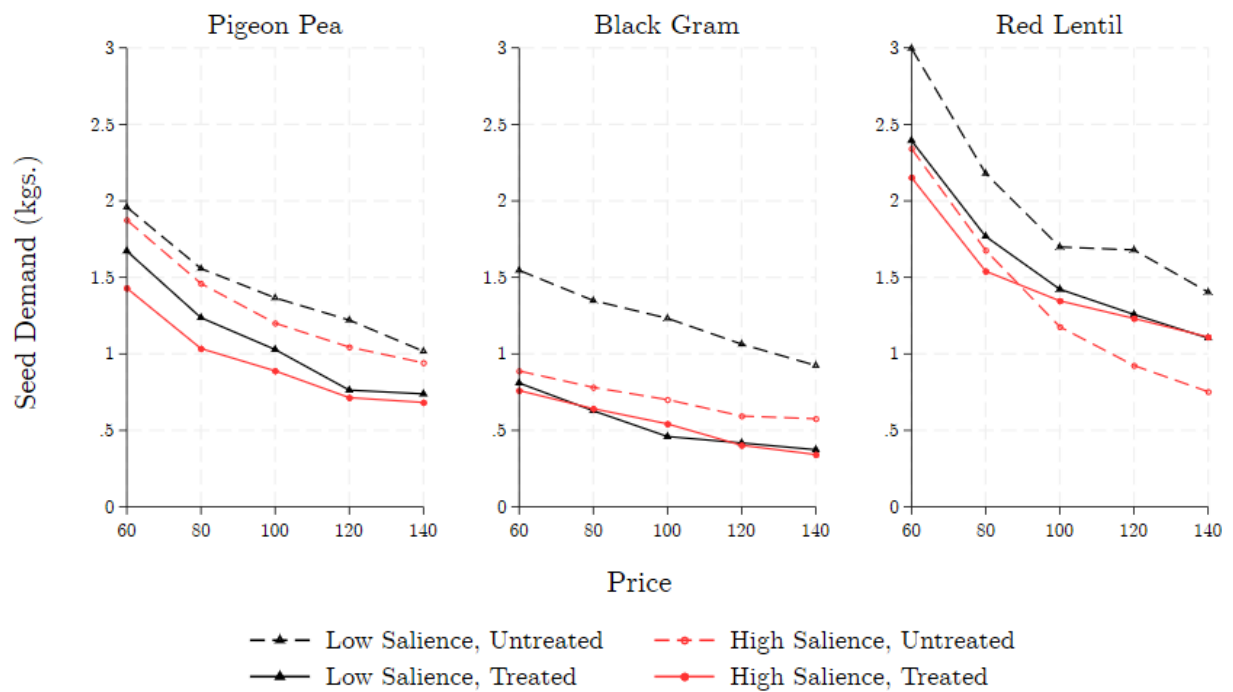 Pigeon Pea
Black Gram
Red Lentil
Seed Demand (kgs.)
3
2.5
2
1.5
1
.5
0
60 80 100 120 140
3
2.5
2
1.5
1
.5
0
60 80 100 120 140
3
2.5
2
1.5
1
.5
0
60 80 100 120 140
Price
Low Salience, Untreated
High Salience, Untreated
Low Salience, Treated
High Salience, Treated